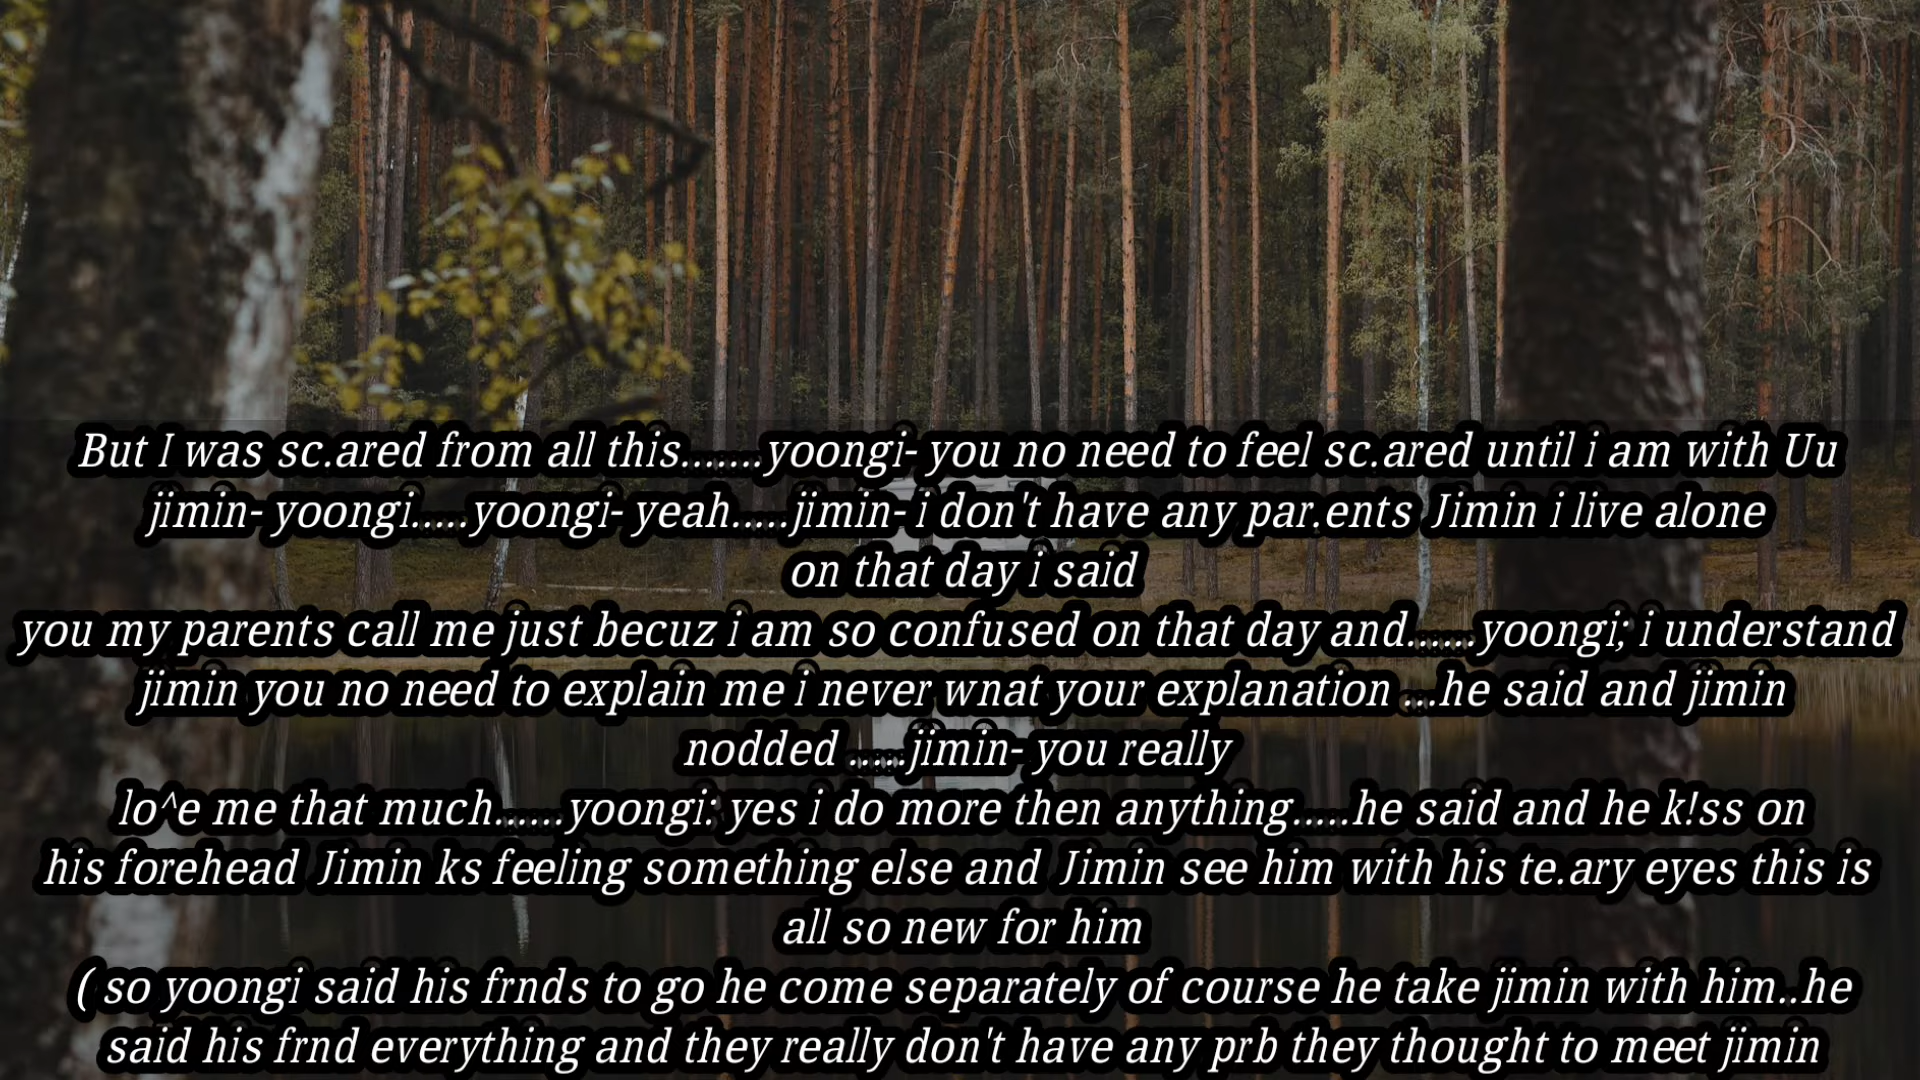 But I was sc.ared from all this.......yoongi- you no need to feel sc.ared until i am with Uu
jimin- yoongi.....yoongi- yeah.....jimin- i don't have any par.ents Jimin i live alone
on that day i said
you my parents call me just becuz i am so confused on that day and......yoongi; i understand
jimin you no need to explain me i never wnat your explanation ...he said and jimin
nodded .....jimin- you really
lo^e me that much......yoongi: yes i do more then anything.....he said and he k!ss on
his forehead Jimin ks feeling something else and Jimin see him with his te.ary eyes this is
all so new for him
( so yoongi said his frnds to go he come separately of course he take jimin with him..he
said his frnd everything and they really don't have any prb they thought to meet jimin